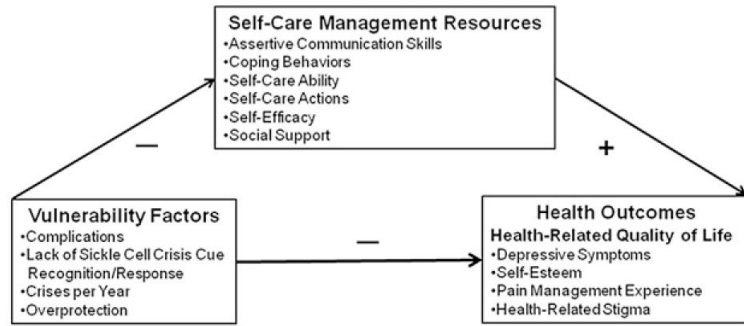 Self-Care Management Resources
•Assertive Communication Skills
•Coping Behaviors
•Self-Care Ability
•Self-Care Actions
•Self-Efficacy
•Social Support
—
+
Vulnerability Factors
•Complications
•Lack of Sickle Cell Crisis Cue
Recognition/Response
•Crises per Year
•Overprotection
—
Health Outcomes
Health-Related Quality of Life
•Depressive Symptoms
•Self-Esteem
•Pain Management Experience
•Health-Related Stigma